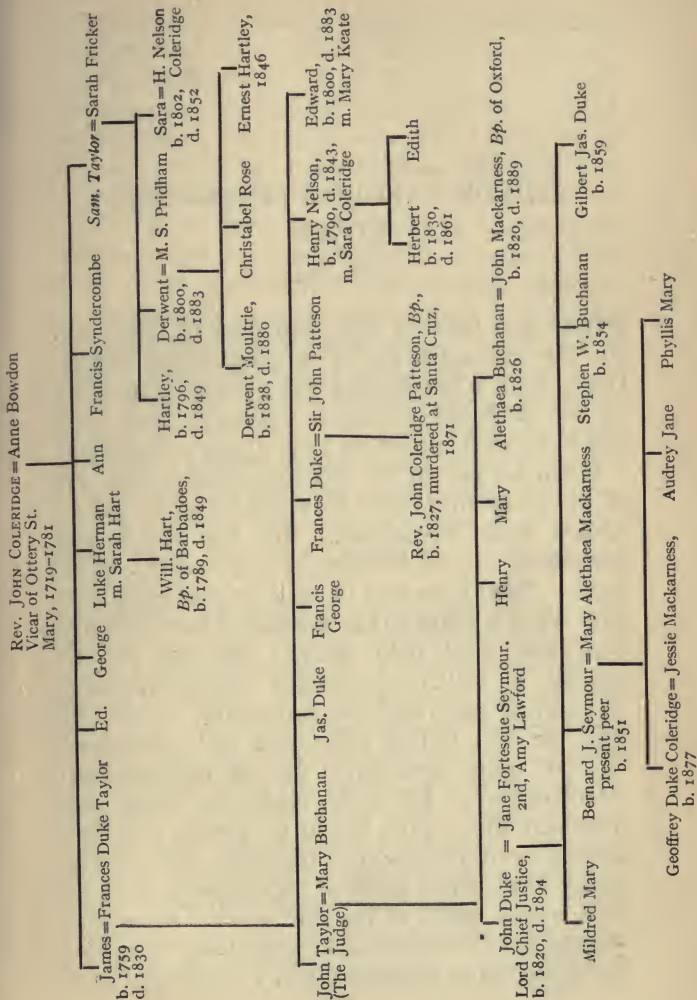 Rev. JOHN COLERIDGE = Anne Bowdon
Vicar of Ottery St.
Mary, 1719-1781
James = Frances Duke Taylor
b. 1759
d. 1830
Ed.
George
Luke Herman
m. Sarah Hart
Ann
Francis Syndercombe
Sam. Taylor = Sarah Fricker
Will. Hart,
Bp. of Barbadoes,
b. 1789, d. 1849
Hartley,
b. 1796,
d. 1849
Derwent = M. S. Pridham
b. 1800,
d. 1883
Sara = H. Nelson
b. 1802, Coleridge
d. 1852
Derwent Moultrie,
b. 1828, d. 1880
Christabel Rose
Ernest Hartley,
1846
John Taylor = Mary Buchanan
(The Judge)
Jas. Duke
Francis
George
Frances Duke = Sir John Patteson
Henry Nelson,
b. 1790, d. 1843,
m. Sara Coleridge
Edward,
b. 1800, d. 1883
m. Mary Keate
Rev. John Coleridge Patteson, Bp.,
b. 1827, murdered at Santa Cruz,
1871
Herbert
b. 1830,
d. 1861
Edith
John Duke = Jane Fortescue Seymour.
Lord Chief Justice, 2nd, Amy Lawford
b. 1820, d. 1894
Henry
Mary
Alethaea Buchanan = John Mackarness, Bp. of Oxford,
b. 1826 b. 1820, d. 1889
Mildred Mary
Bernard J. Seymour = Mary Alethaea Mackarness
present peer
b. 1851
Stephen W. Buchanan
b. 1854
Gilbert Jas. Duke
b. 1859
Geoffrey Duke Coleridge = Jessie Mackarness,
b. 1877
Audrey Jane
Phyllis Mary